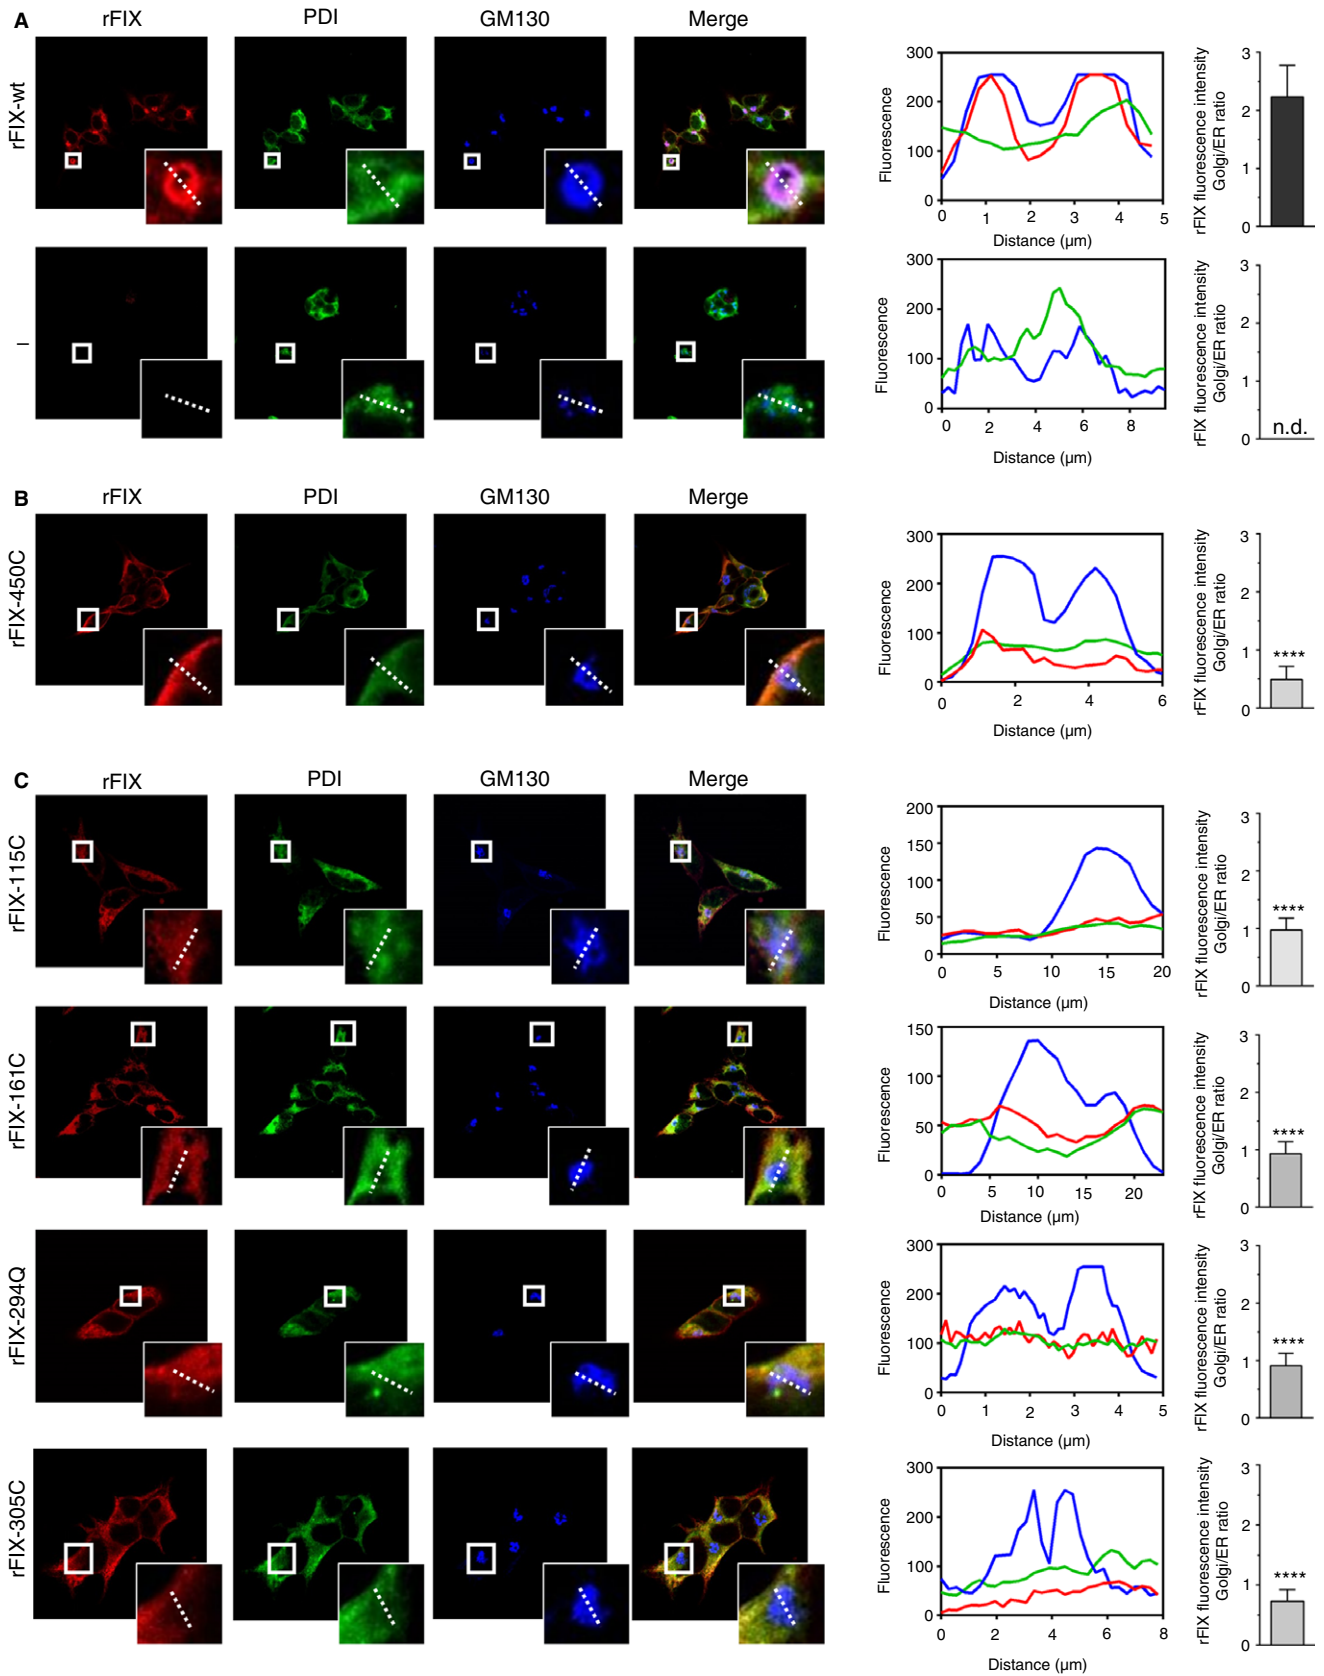 A
rFIX PDI GM130 Merge
rFIX-wt
300
200
100
0
Fluorescence
0 1 2 3 4 5
Distance (µm)
rFIX fluorescence intensity
Golgi/ER ratio
3
2
1
0
–
300
200
100
0
Fluorescence
0 2 4 6 8
Distance (µm)
rFIX fluorescence intensity
Golgi/ER ratio
3
2
1
0
n.d.
B
rFIX PDI GM130 Merge
rFIX-450C
300
200
100
0
Fluorescence
0 2 4 6
Distance (µm)
rFIX fluorescence intensity
Golgi/ER ratio
3
2
1
0
****
C
rFIX PDI GM130 Merge
rFIX-115C
200
150
100
50
0
Fluorescence
0 5 10 15 20
Distance (µm)
rFIX fluorescence intensity
Golgi/ER ratio
3
2
1
0
****
rFIX-161C
150
100
50
0
Fluorescence
0 5 10 15 20
Distance (µm)
rFIX fluorescence intensity
Golgi/ER ratio
3
2
1
0
****
rFIX-294Q
300
200
100
0
Fluorescence
0 1 2 3 4 5
Distance (µm)
rFIX fluorescence intensity
Golgi/ER ratio
3
2
1
0
****
rFIX-305C
300
200
100
0
Fluorescence
0 2 4 6 8
Distance (µm)
rFIX fluorescence intensity
Golgi/ER ratio
3
2
1
0
****